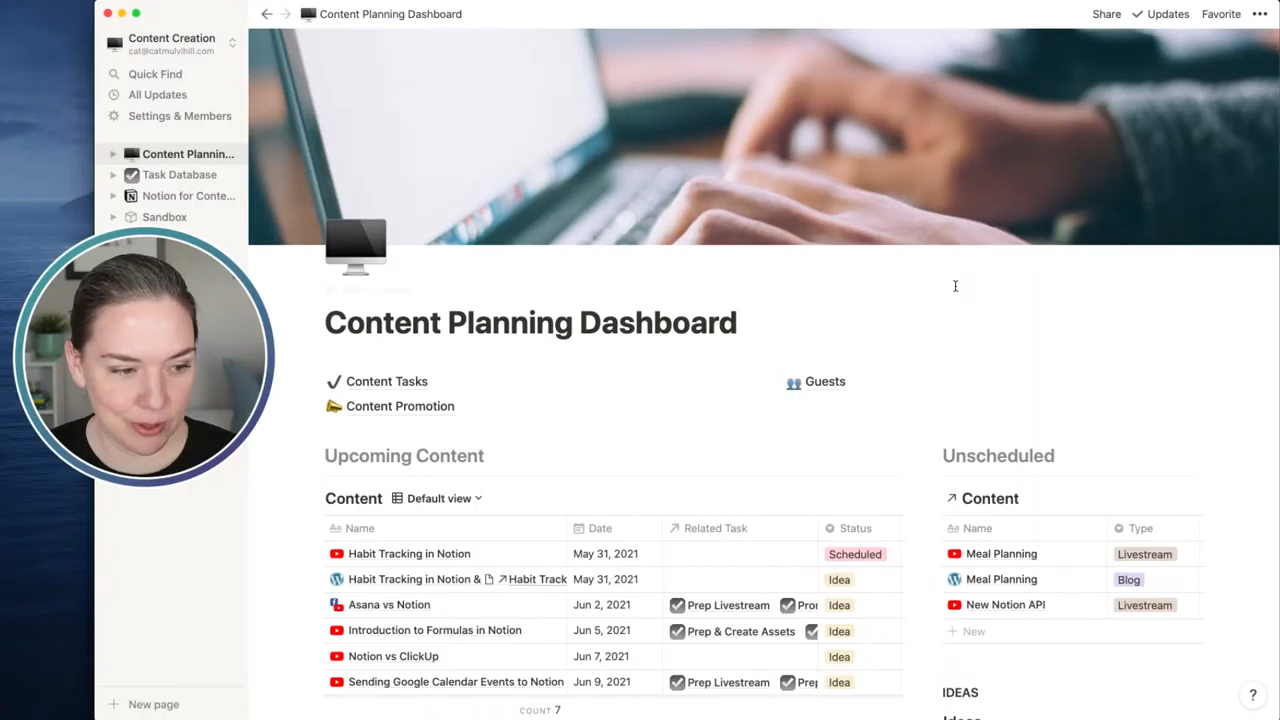 Content Planning Dashboard
Share
Updates
Favorite
Content Creation
cat@catmulvihill.com
Quick Find
All Updates
Settings & Members
Content Plannin...
Task Database
Notion for Conte...
Sandbox
New page
Content Planning Dashboard
Content Tasks
Guests
Content Promotion
Upcoming Content
Content Default view
Name Date Related Task Status
Habit Tracking in Notion May 31, 2021 Scheduled
Habit Tracking in Notion & Habit Track May 31, 2021 Idea
Asana vs Notion Jun 2, 2021 Prep Livestream Pro Idea
Introduction to Formulas in Notion Jun 5, 2021 Prep & Create Assets Idea
Notion vs ClickUp Jun 7, 2021 Idea
Sending Google Calendar Events to Notion Jun 9, 2021 Prep Livestream Prep Idea
COUNT 7
Unscheduled
Content
Name Type
Meal Planning Livestream
Meal Planning Blog
New Notion API Livestream
New
IDEAS
?